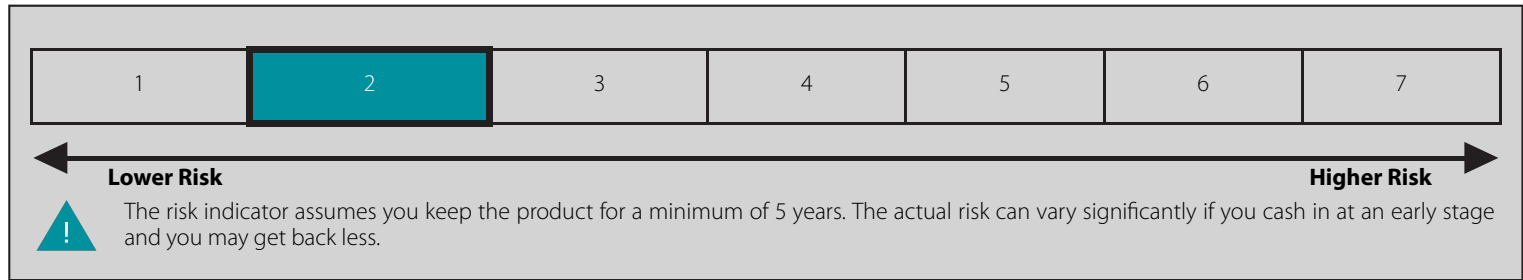 1 2 3 4 5 6 7
Lower Risk Higher Risk
! The risk indicator assumes you keep the product for a minimum of 5 years. The actual risk can vary significantly if you cash in at an early stage
and you may get back less.